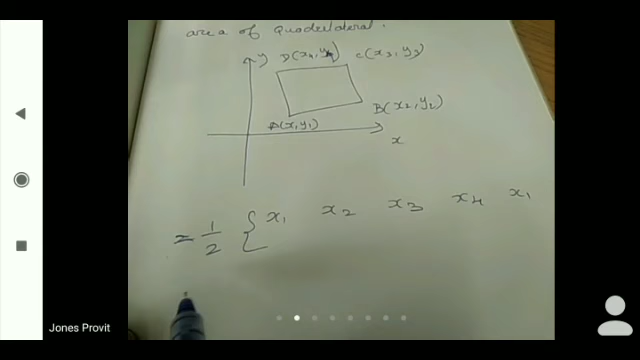 area of Quadrilateral.
y D(x4, y4) C(x3, y3)
B(x2, y2)
A(x, y1)
x
= 1/2 { x1 x2 x3 x4 x1
Jones Provit